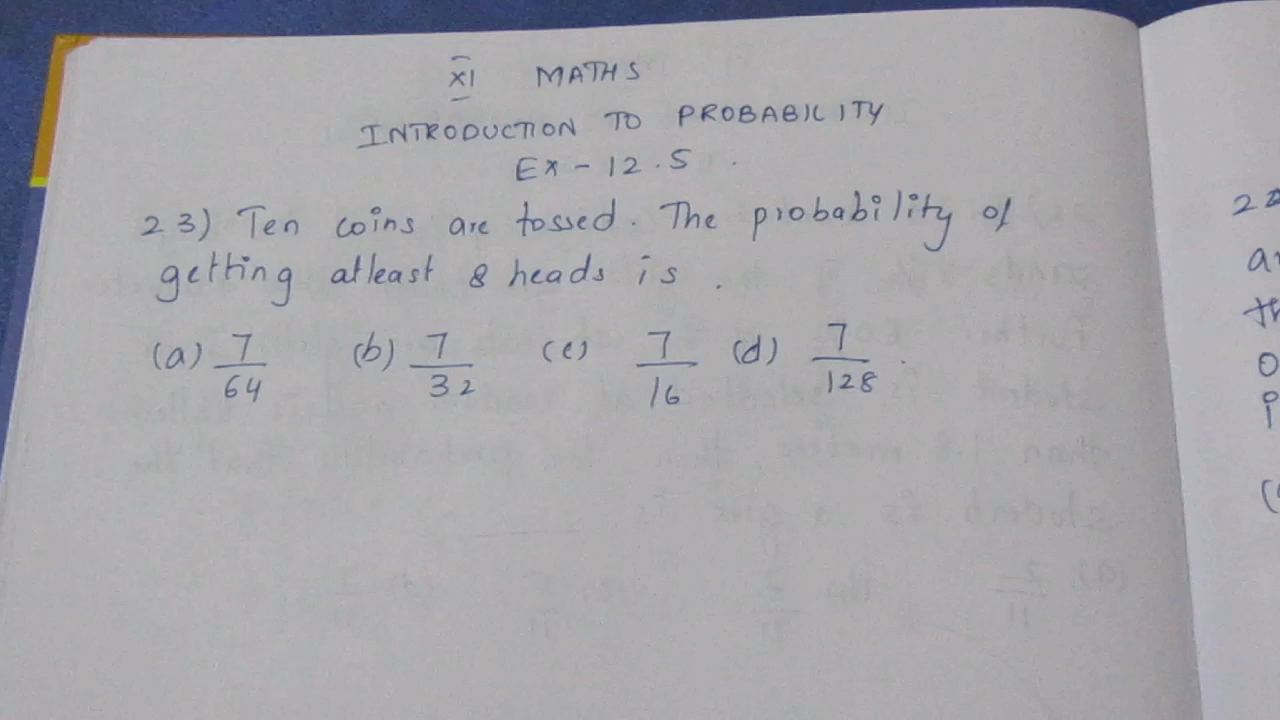 XI MATHS
INTRODUCTION TO PROBABILITY
Ex - 12.5.
23) Ten coins are tossed. The probability of
getting atleast 8 heads is.
(a) 7/64 (b) 7/32 (c) 7/16 (d) 7/128.
22